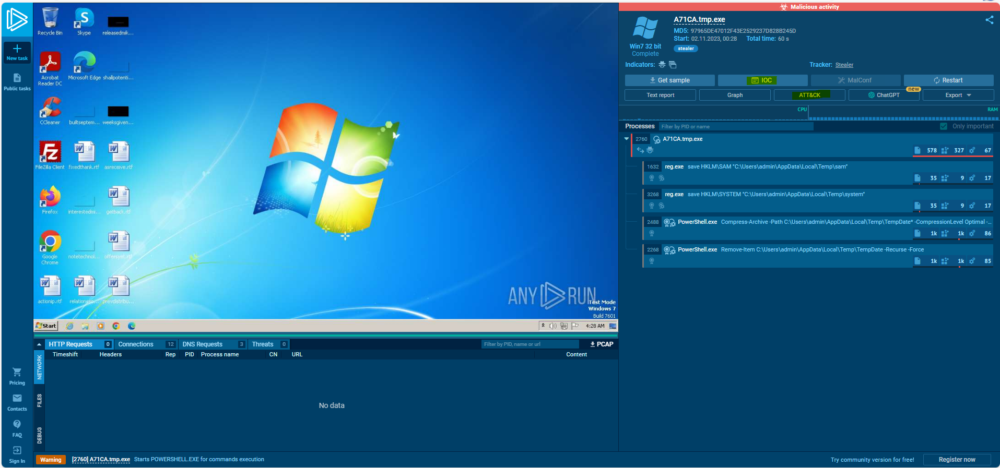 New task
Public tasks
Pricing
Contacts
FAQ
Sign In
Recycle Bin
Skype
releasedmik...
Acrobat
Reader DC
Microsoft Edge
shallpotenti...
CCleaner
builtseptem...
weeksgiven...
FileZilla Client
fixedthank.rtf
asreceive.rtf
Firefox
interestedmi...
getback.rtf
Google
Chrome
notetechnol...
offersyet.rtf
actionip.rtf
relationasso...
prevdistribu...
ANY RUN
Test Mode
Windows 7
Build 7601
Start
4:28 AM
HTTP Requests 0
Connections 12
DNS Requests 3
Threats 0
Filter by PID, name or url
PCAP
Timeshift Headers Rep PID Process name CN URL Content
NETWORK
FILES
DEBUG
No data
Warning [2760] A71CA.tmp.exe Starts POWERSHELL.EXE for commands execution
Malicious activity
Win7 32 bit
Complete
A71CA.tmp.exe
MD5: 97965DE47012F43E2529237D828B245D
Start: 02.11.2023, 00:28 Total time: 60 s
stealer
Indicators:
Tracker: Stealer
Get sample
IOC
MalConf
Restart
Text report
Graph
ATT&CK
ChatGPT
new
Export
CPU
RAM
Processes Filter by PID or name
Only important
2760 A71CA.tmp.exe
578 327 67
1632 reg.exe save HKLM\SAM "C:\Users\admin\AppData\Local\Temp\sam"
35 9 17
3268 reg.exe save HKLM\SYSTEM "C:\Users\admin\AppData\Local\Temp\system"
35 9 17
2488 PowerShell.exe Compress-Archive -Path C:\Users\admin\AppData\Local\Temp\TempDate* -CompressionLevel Optimal -...
1k 1k 86
2268 PowerShell.exe Remove-Item C:\Users\admin\AppData\Local\Temp\TempDate -Recurse -Force
1k 1k 85
Try community version for free!
Register now